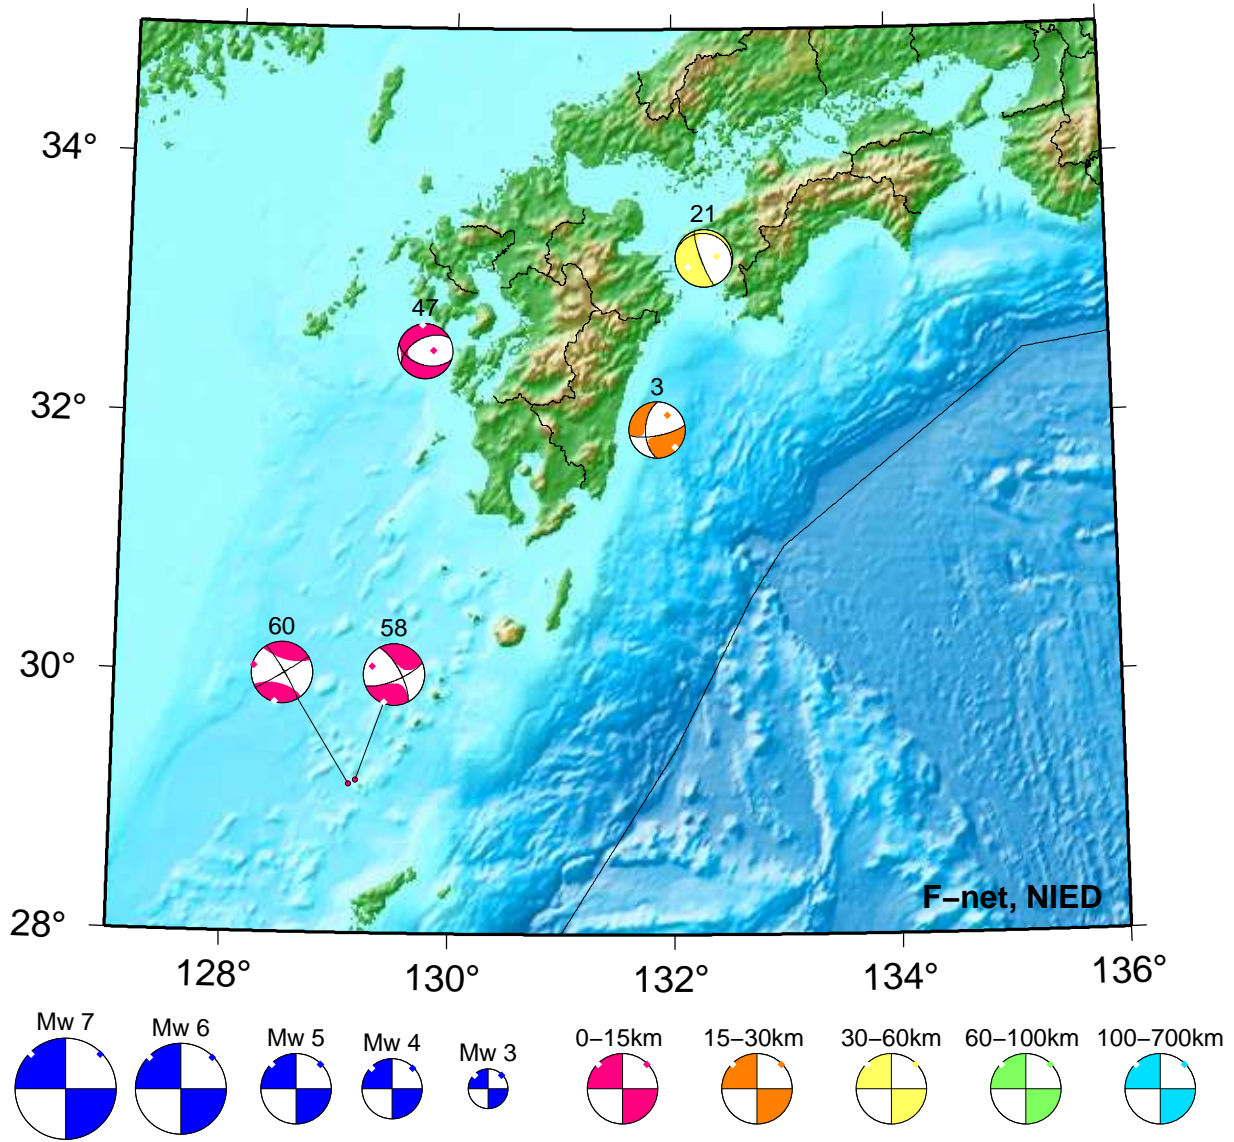 34°
21
47
32°
3
60
58
30°
F–net, NIED
28°
128°
130°
132°
134°
136°
Mw 7
Mw 6
Mw 5
Mw 4
Mw 3
0–15km
15–30km
30–60km
60–100km
100–700km